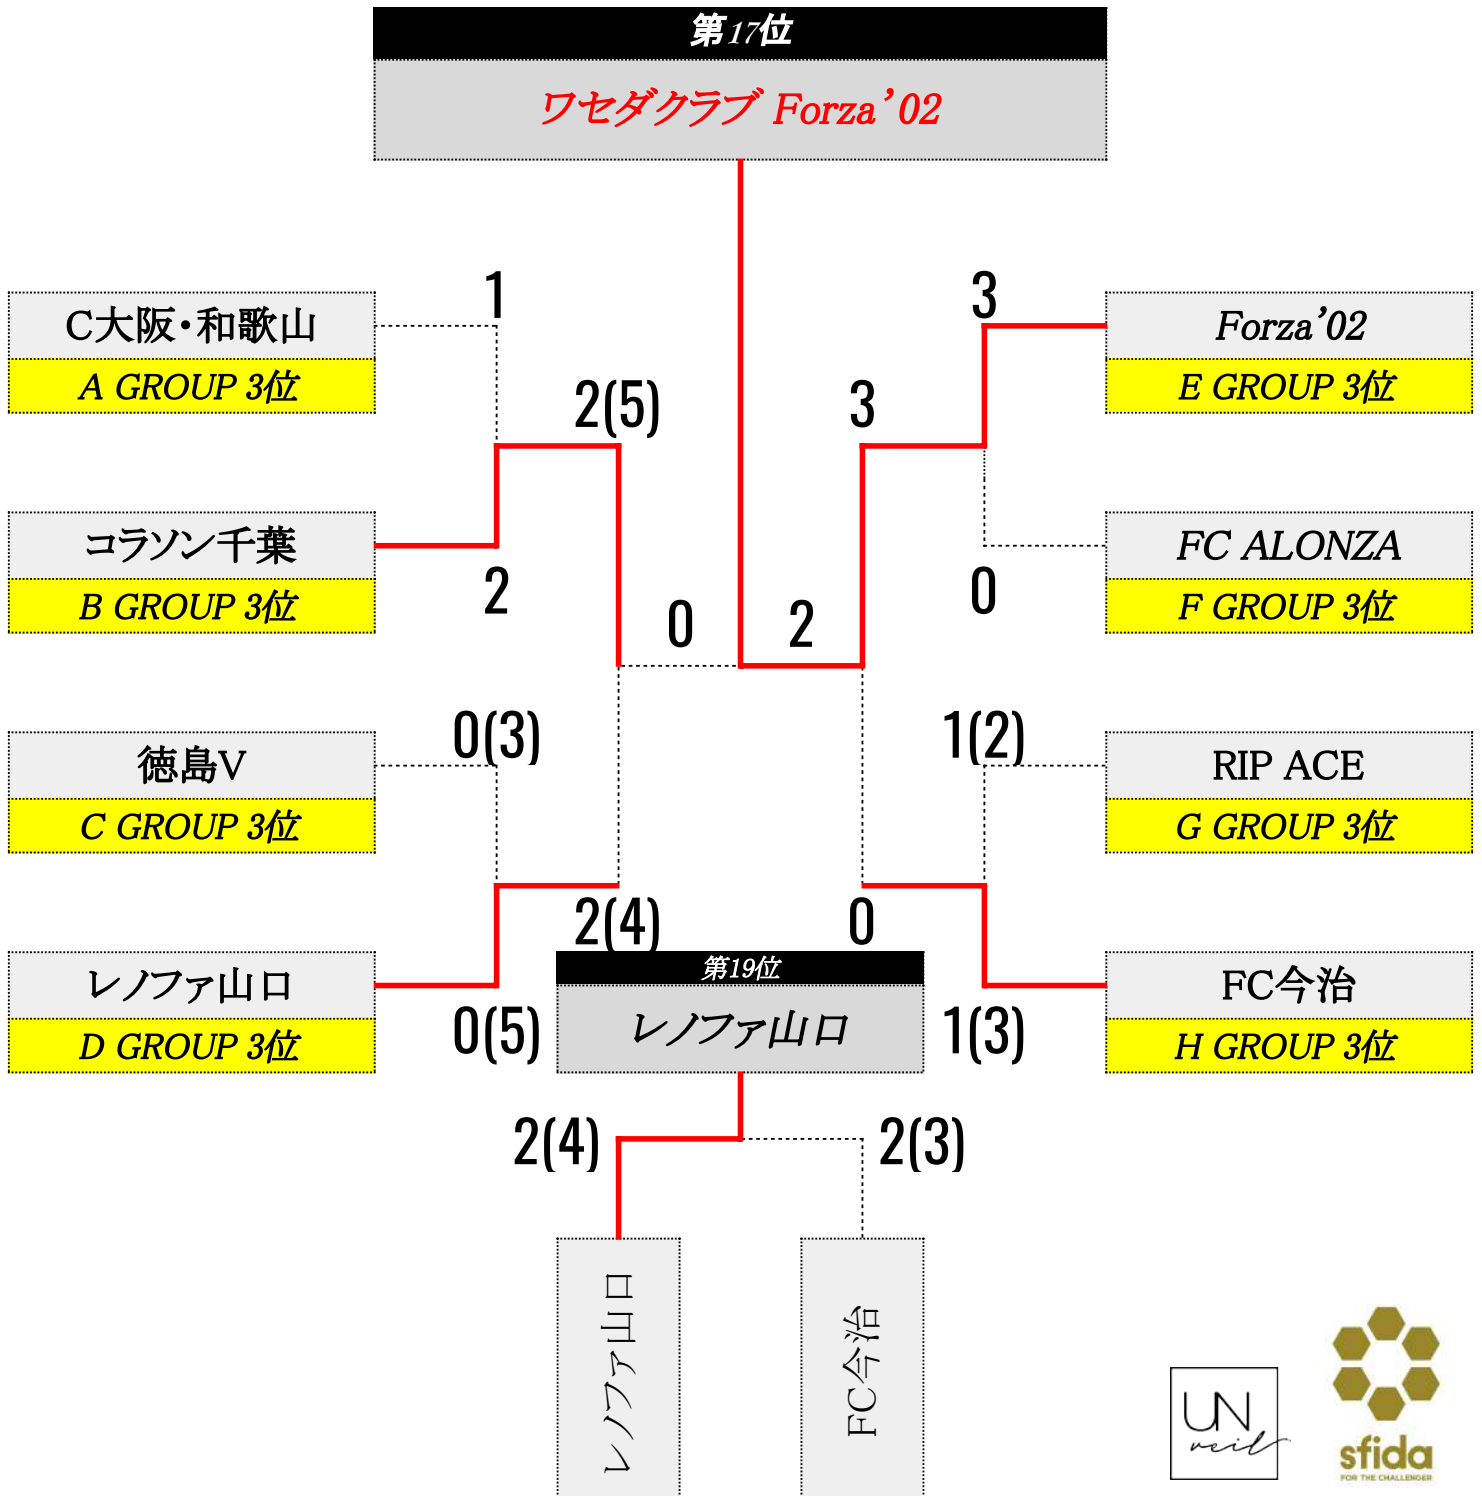 第17位
ワセダクラブ Forza’02
1
3
C大阪・和歌山
A GROUP 3位
Forza’02
E GROUP 3位
2(5)
3
コラソン千葉
B GROUP 3位
FC ALONZA
F GROUP 3位
2
0
0
2
0(3)
1(2)
徳島V
C GROUP 3位
RIP ACE
G GROUP 3位
2(4)
0
レノファ山口
D GROUP 3位
FC今治
H GROUP 3位
0(5)
1(3)
第19位
レノファ山口
2(4)
2(3)
レノファ山口
FC今治
UN
veil
sfida
FOR THE CHALLENGER